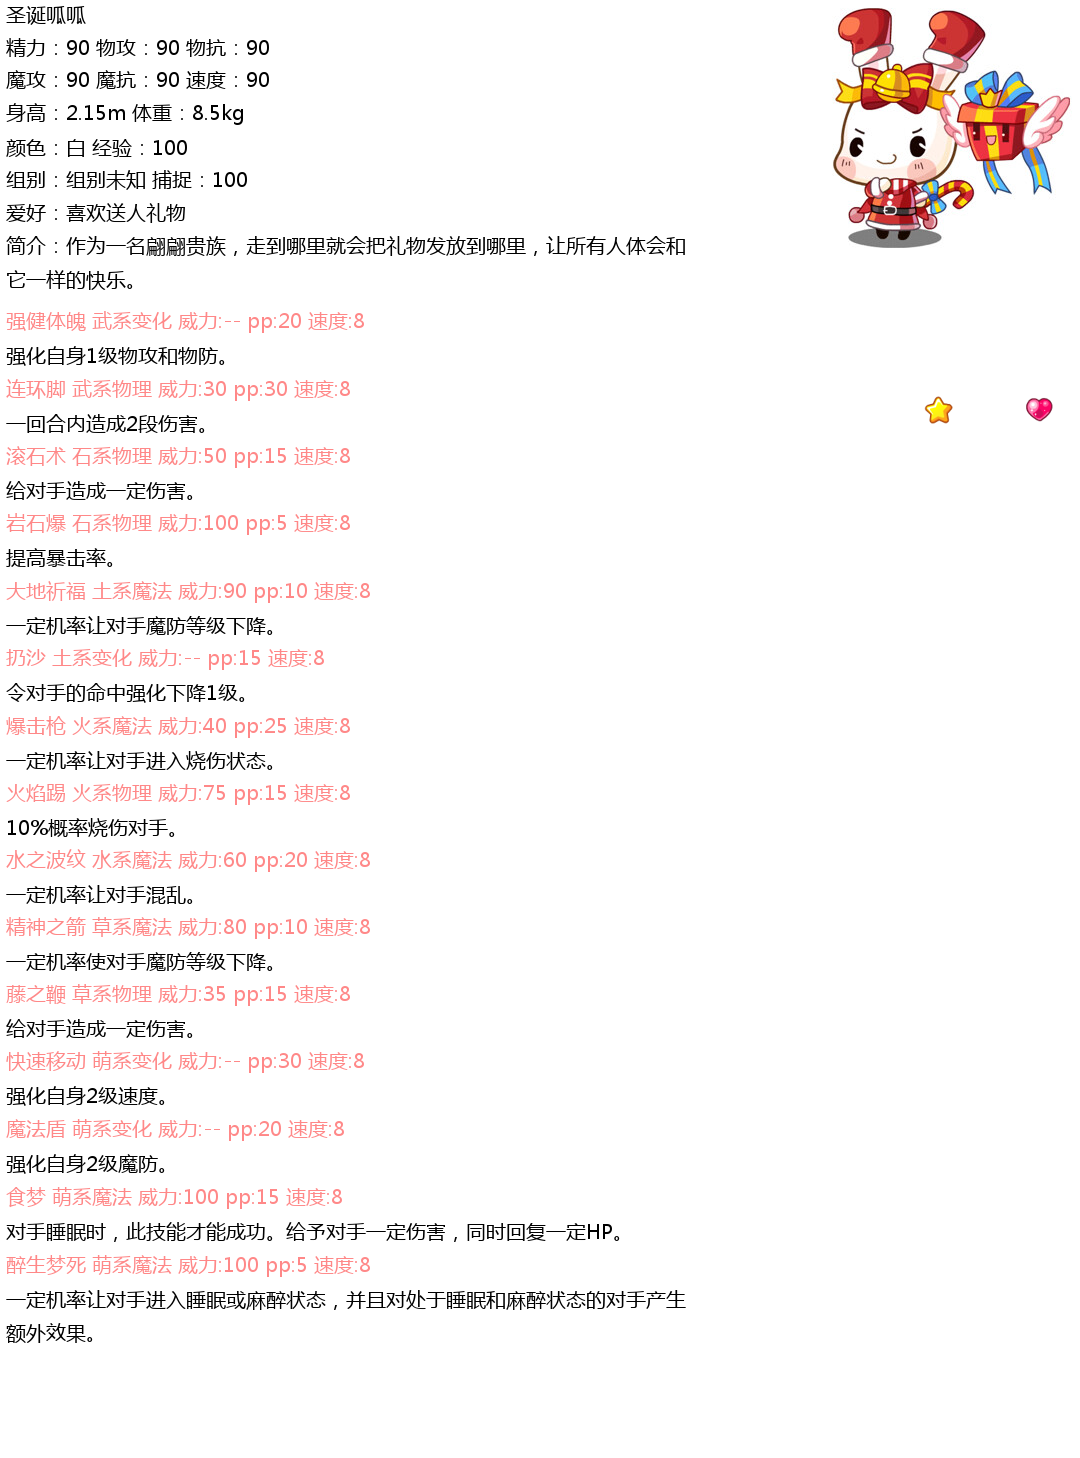 圣诞呱呱
精力：90 物攻：90 物抗：90
魔攻：90 魔抗：90 速度：90
身高：2.15m 体重：8.5kg
颜色：白 经验：100
组别：组别未知 捕捉：100
爱好：喜欢送人礼物
简介：作为一名翩翩贵族，走到哪里就会把礼物发放到哪里，让所有人体会和
它一样的快乐。
强健体魄 武系变化 威力:-- pp:20 速度:8
强化自身1级物攻和物防。
连环脚 武系物理 威力:30 pp:30 速度:8
一回合内造成2段伤害。
滚石术 石系物理 威力:50 pp:15 速度:8
给对手造成一定伤害。
岩石爆 石系物理 威力:100 pp:5 速度:8
提高暴击率。
大地祈福 土系魔法 威力:90 pp:10 速度:8
一定机率让对手魔防等级下降。
扔沙 土系变化 威力:-- pp:15 速度:8
令对手的命中强化下降1级。
爆击枪 火系魔法 威力:40 pp:25 速度:8
一定机率让对手进入烧伤状态。
火焰踢 火系物理 威力:75 pp:15 速度:8
10%概率烧伤对手。
水之波纹 水系魔法 威力:60 pp:20 速度:8
一定机率让对手混乱。
精神之箭 草系魔法 威力:80 pp:10 速度:8
一定机率使对手魔防等级下降。
藤之鞭 草系物理 威力:35 pp:15 速度:8
给对手造成一定伤害。
快速移动 萌系变化 威力:-- pp:30 速度:8
强化自身2级速度。
魔法盾 萌系变化 威力:-- pp:20 速度:8
强化自身2级魔防。
食梦 萌系魔法 威力:100 pp:15 速度:8
对手睡眠时，此技能才能成功。给予对手一定伤害，同时回复一定HP。
醉生梦死 萌系魔法 威力:100 pp:5 速度:8
一定机率让对手进入睡眠或麻醉状态，并且对处于睡眠和麻醉状态的对手产生
额外效果。